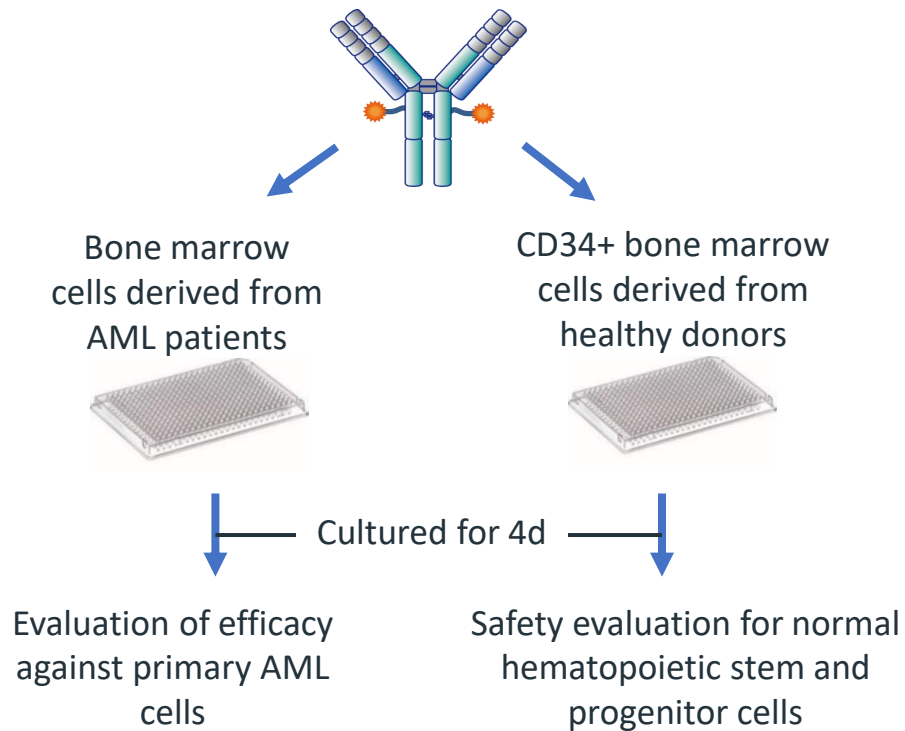 Bone marrow
cells derived from
AML patients
CD34+ bone marrow
cells derived from
healthy donors
Cultured for 4d
Evaluation of efficacy
against primary AML
cells
Safety evaluation for normal
hematopoietic stem and
progenitor cells